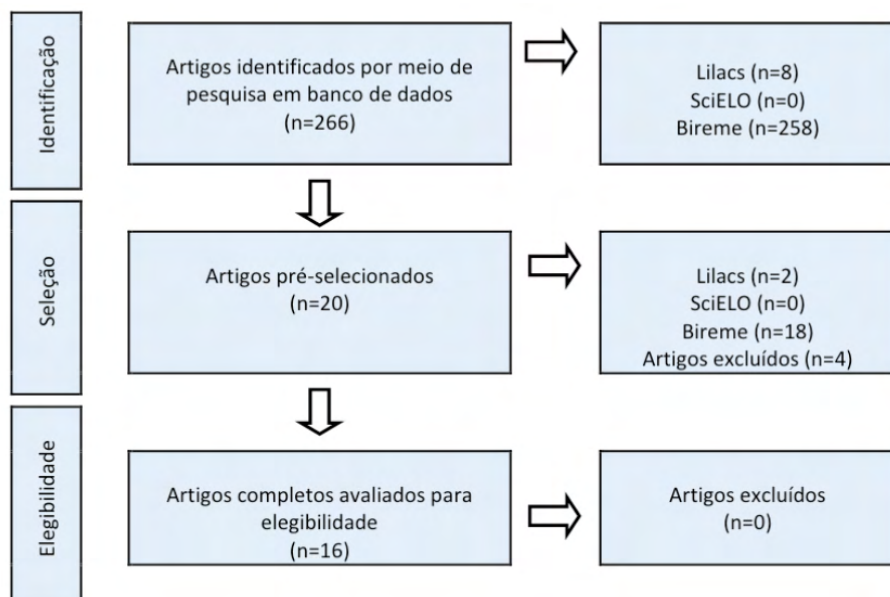 Identificação
Artigos identificados por meio de
pesquisa em banco de dados
(n=266)
Lilacs (n=8)
SciELO (n=0)
Bireme (n=258)
Seleção
Artigos pré-selecionados
(n=20)
Lilacs (n=2)
SciELO (n=0)
Bireme (n=18)
Artigos excluídos (n=4)
Elegibilidade
Artigos completos avaliados para
elegibilidade
(n=16)
Artigos excluídos
(n=0)